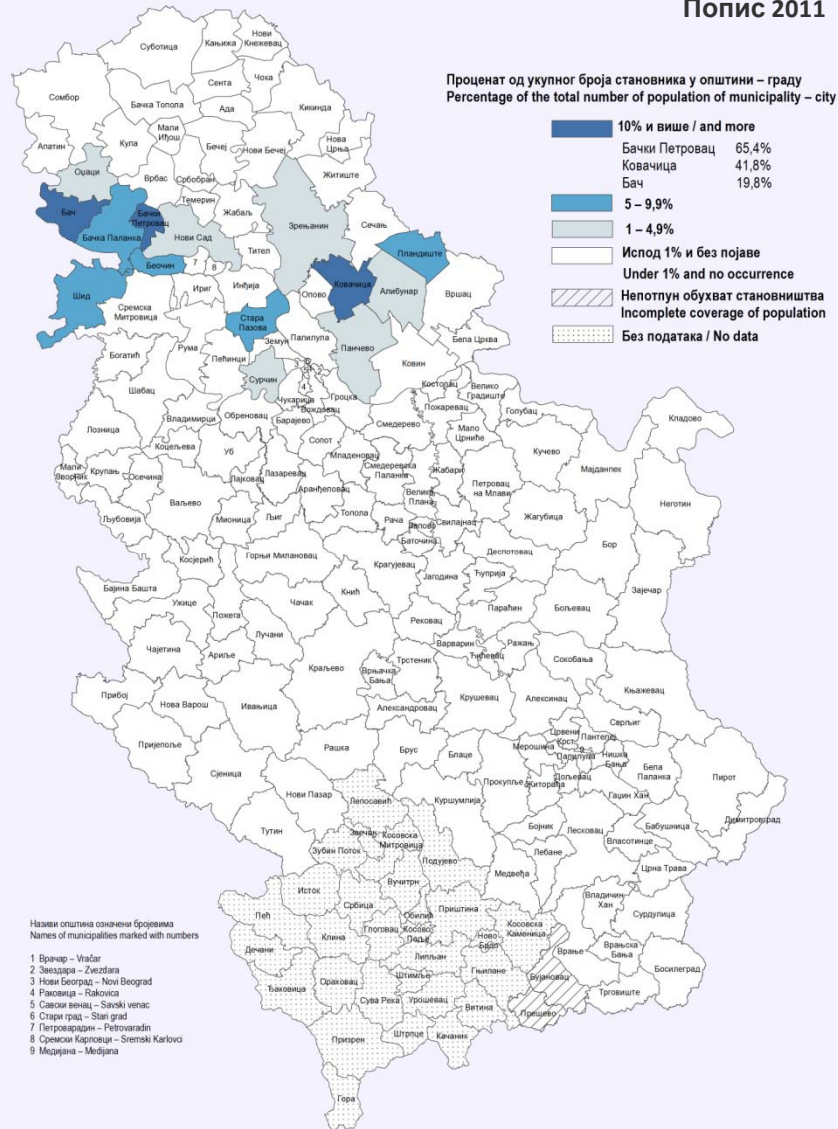 Попис 2011
Проценат од укупног броја становника у општини – граду
Percentage of the total number of population of municipality – city
10% и више / and more
Бачки Петровац 65,4%
Ковачица 41,8%
Бач 19,8%
5 – 9,9%
1 – 4,9%
Испод 1% и без појаве
Under 1% and no occurrence
Непотпун обухват становништва
Incomplete coverage of population
Без података / No data
Суботица
Кањижа
Нови
Кнежевац
Сомбор
Сента
Чока
Бачка Топола
Ада
Кикинда
Мали
Иђош
Апатин
Кула
Бечеј
Нови Бечеј
Нова
Црња
Оџаци
Врбас
Србобран
Житиште
Темерин
Бач
Бачки
Петровац
Жабаљ
Зрењанин
Сечањ
Бачка Паланка
Нови Сад
Тител
Пландиште
Беочин
7
8
Ковачица
Шид
Ириг
Инђија
Опово
Алибунар
Вршац
Сремска
Митровица
Стара
Пазова
Рума
Земун
Палилула
Бела Црква
Пећинци
Панчево
Богатић
Сурчин
Ковин
Костолац
Велико
Градиште
Шабац
Чукарица
Гроцка
Вождовац
Пожаревац
Голубац
Кладово
Владимирци
Обреновац
Барајево
Смедерево
Мало
Црниће
Лозница
Коцељева
Уб
Сопот
Младеновац
Кучево
Мајданпек
Мали
Зворник
Крупањ
Осечина
Лајковац
Лазаревац
Смедеревска
Паланка
Жабари
Петровац
на Млави
Неготин
Ваљево
Аранђеловац
Велика
Плана
Љубовија
Мионица
Љиг
Топола
Рача
Лапово
Свилајнац
Жагубица
Баточина
Бор
Косјерић
Горњи Милановац
Крагујевац
Деспотовац
Бајина Башта
Јагодина
Ћуприја
Зајечар
Ужице
Пожега
Чачак
Кнић
Параћин
Бољевац
Лучани
Рековац
Чајетина
Ариље
Варварин
Ражањ
Краљево
Врњачка
Бања
Трстеник
Ћићевац
Сокобања
Прибој
Нова Варош
Ивањица
Крушевац
Алексинац
Књажевац
Александровац
Пријепоље
Рашка
Брус
Блаце
Сврљиг
Црвени
Крст
Пантелеј
Мерошина
Палилула
9
Нишка
Бања
Сјеница
Бела
Паланка
Пирот
Нови Пазар
Прокупље
Житорађа
Дољевац
Гаџин Хан
Лепосавић
Куршумлија
Димитровград
Тутин
Бојник
Лесковац
Бабушница
Звечан
Косовска
Митровица
Власотинце
Зубин Поток
Подујево
Лебане
Медвеђа
Црна Трава
Исток
Вучитрн
Владичин
Хан
Србица
Приштина
Сурдулица
Пећ
Обилић
Косовска
Каменица
Клина
Глоговац
Косово
Поље
Ново
Брдо
Врање
Врањска
Бања
Дечани
Липљан
Босилеград
Штимље
Гњилане
Бујановац
Ђаковица
Ораховац
Сува Река
Урошевац
Трговиште
Витина
Прешево
Призрен
Штрпце
Качаник
Гора
Називи општина означени бројевима
Names of municipalities marked with numbers
1 Врачар – Vračar
2 Звездара – Zvezdara
3 Нови Београд – Novi Beograd
4 Раковица – Rakovica
5 Савски венац – Savski venac
6 Стари град – Stari grad
7 Петроварадин – Petrovaradin
8 Сремски Карловци – Sremski Karlovci
9 Медијана – Medijana